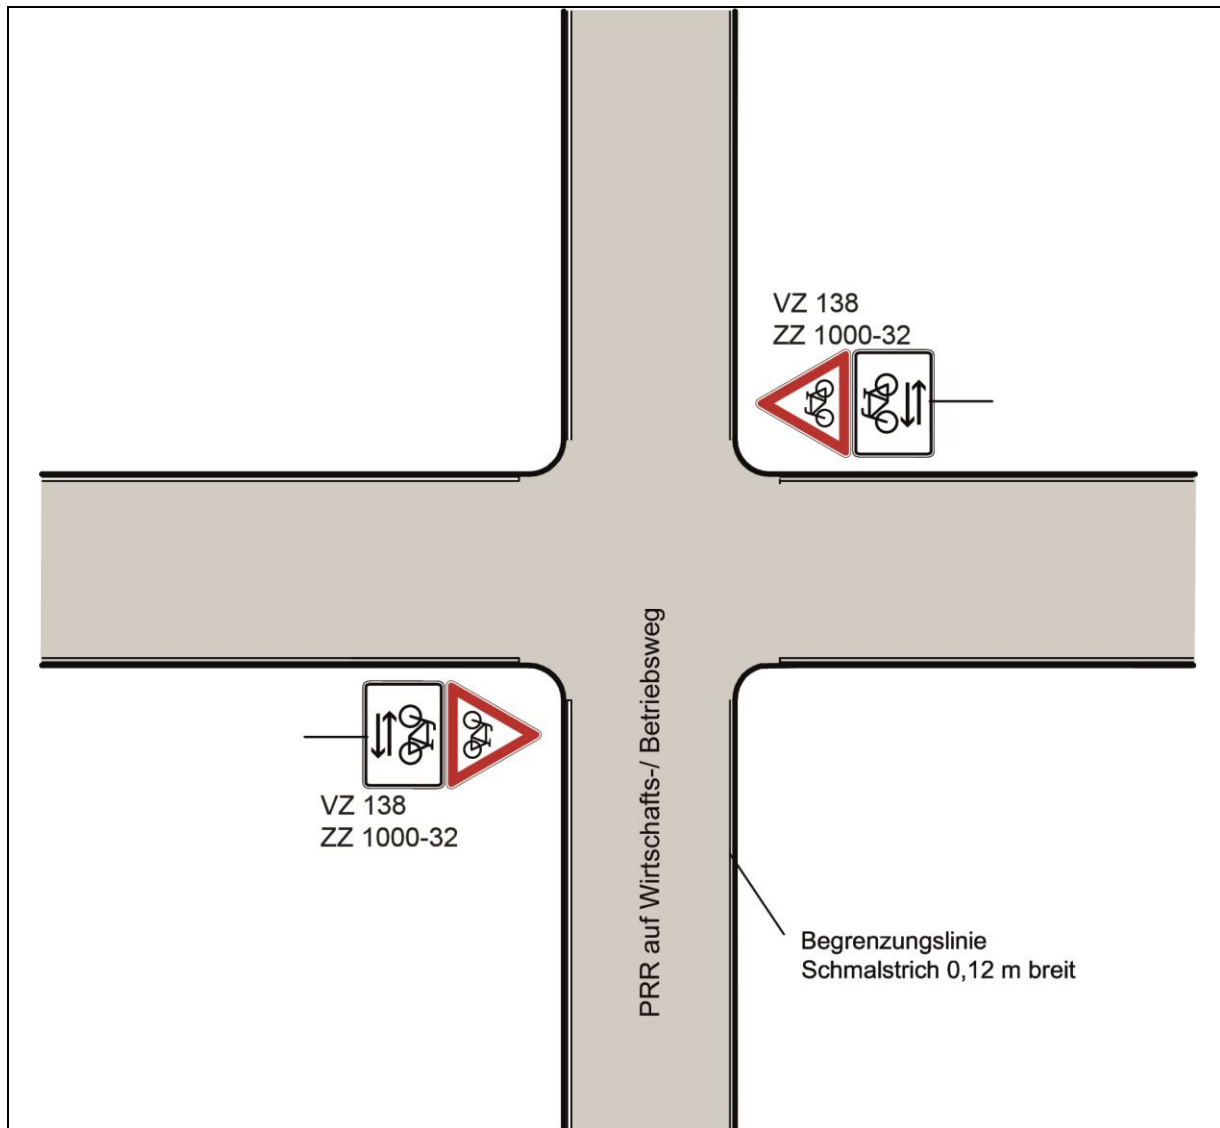 VZ 138
ZZ 1000-32
PRR auf Wirtschafts-/ Betriebsweg
VZ 138
ZZ 1000-32
Begrenzungslinie
Schmalstrich 0,12 m breit